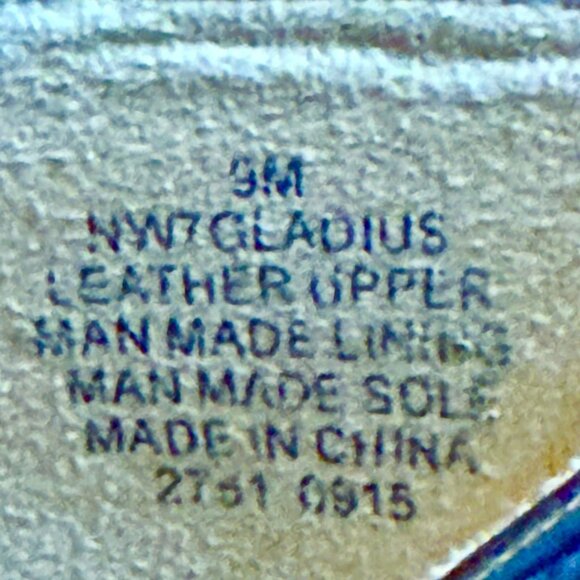 9M
NW7GLADIUS
LEATHER UPPER
MAN MADE LINING
MAN MADE SOLE
MADE IN CHINA
2751 0915